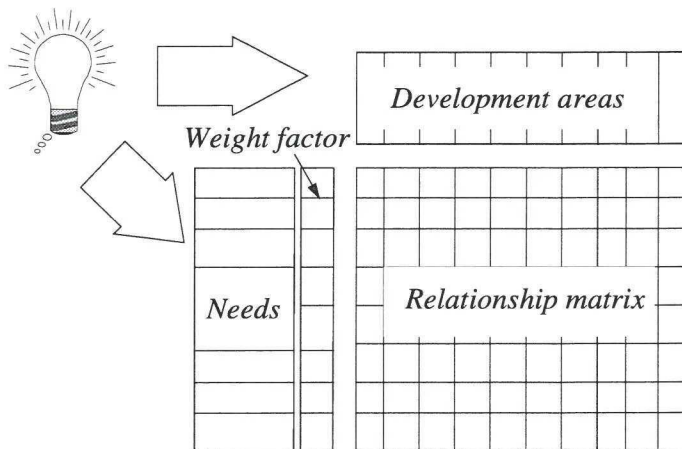 Development areas
Weight factor
Needs
Relationship matrix